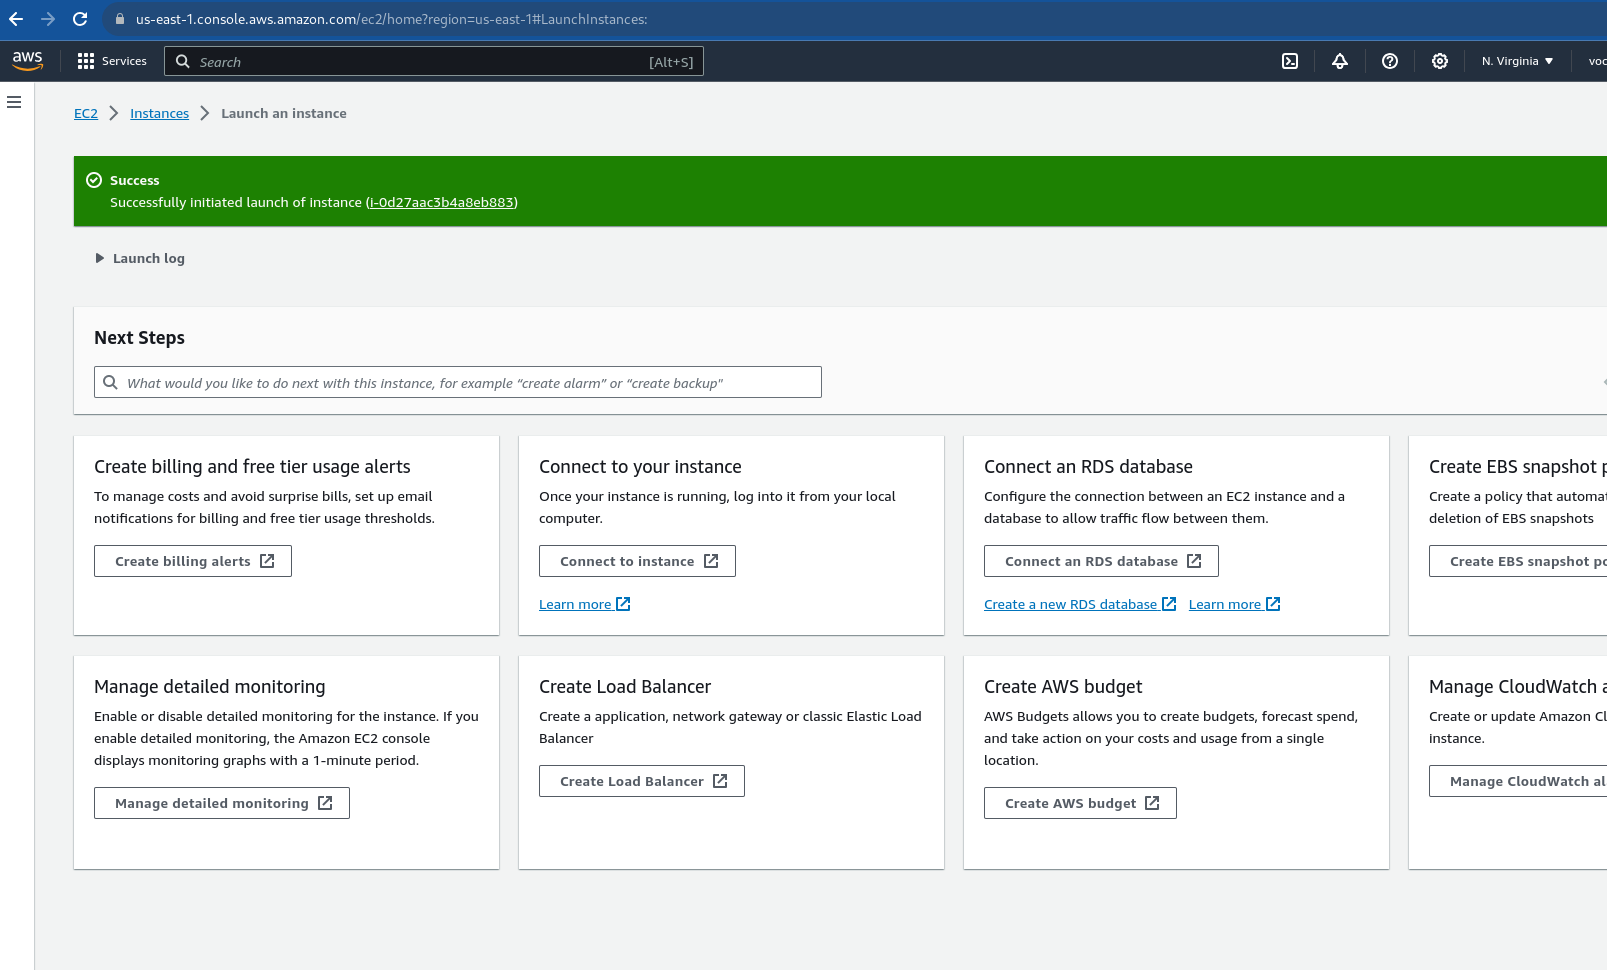 us-east-1.console.aws.amazon.com/ec2/home?region=us-east-1#LaunchInstances:
aws Services Search [Alt+S] N. Virginia voc
EC2 Instances Launch an instance
Success
Successfully initiated launch of instance (i-0d27aac3b4a8eb883)
Launch log
Next Steps
What would you like to do next with this instance, for example “create alarm” or “create backup”
Create billing and free tier usage alerts
To manage costs and avoid surprise bills, set up email
notifications for billing and free tier usage thresholds.
Create billing alerts
Connect to your instance
Once your instance is running, log into it from your local
computer.
Connect to instance
Learn more
Connect an RDS database
Configure the connection between an EC2 instance and a
database to allow traffic flow between them.
Connect an RDS database
Create a new RDS database Learn more
Create EBS snapshot p
Create a policy that automat
deletion of EBS snapshots
Create EBS snapshot po
Manage detailed monitoring
Enable or disable detailed monitoring for the instance. If you
enable detailed monitoring, the Amazon EC2 console
displays monitoring graphs with a 1-minute period.
Manage detailed monitoring
Create Load Balancer
Create a application, network gateway or classic Elastic Load
Balancer
Create Load Balancer
Create AWS budget
AWS Budgets allows you to create budgets, forecast spend,
and take action on your costs and usage from a single
location.
Create AWS budget
Manage CloudWatch a
Create or update Amazon Cl
instance.
Manage CloudWatch al